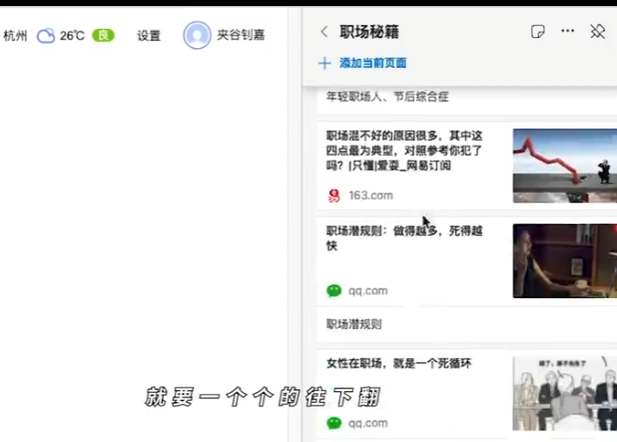 杭州 26℃ 良 设置 夹谷钊嘉
职场秘籍
添加当前页面
年轻职场人、节后综合症
职场混不好的原因很多，其中这
四点最为典型，对照参考你犯了
吗？|只懂|爱耍_网易订阅
163.com
职场潜规则：做得越多，死得越
快
qq.com
职场潜规则
女性在职场，就是一个死循环
qq.com
就要一个个的往下翻